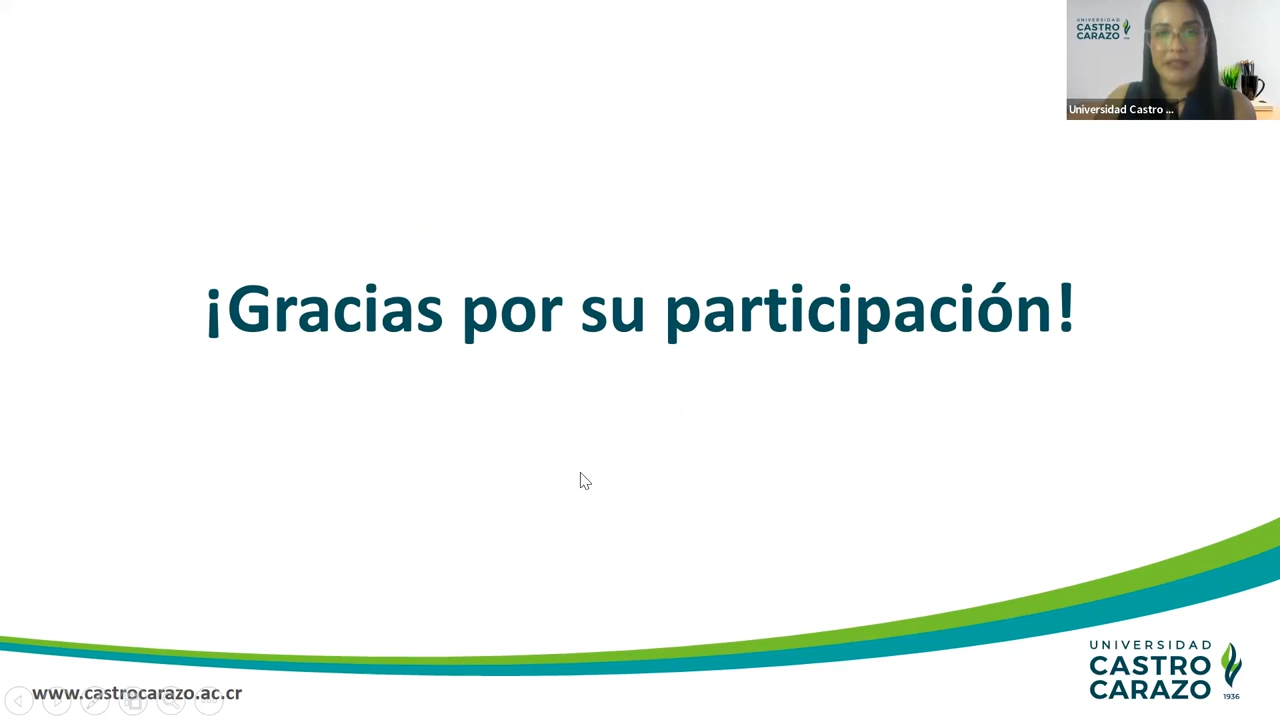 UNIVERSIDAD
CASTRO
CARAZO
Universidad Castro ...
¡Gracias por su participación!
www.castrocarazo.ac.cr
UNIVERSIDAD
CASTRO
CARAZO
1936